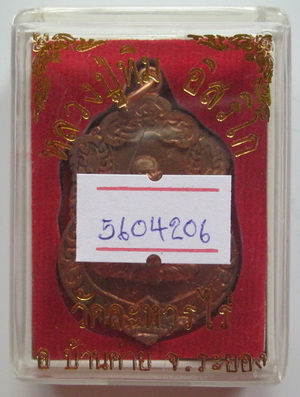 หลวงปู่ทิม อิสริโก
5604206
วัดละหารไร่
อ.บ้านค่าย จ.ระยอง